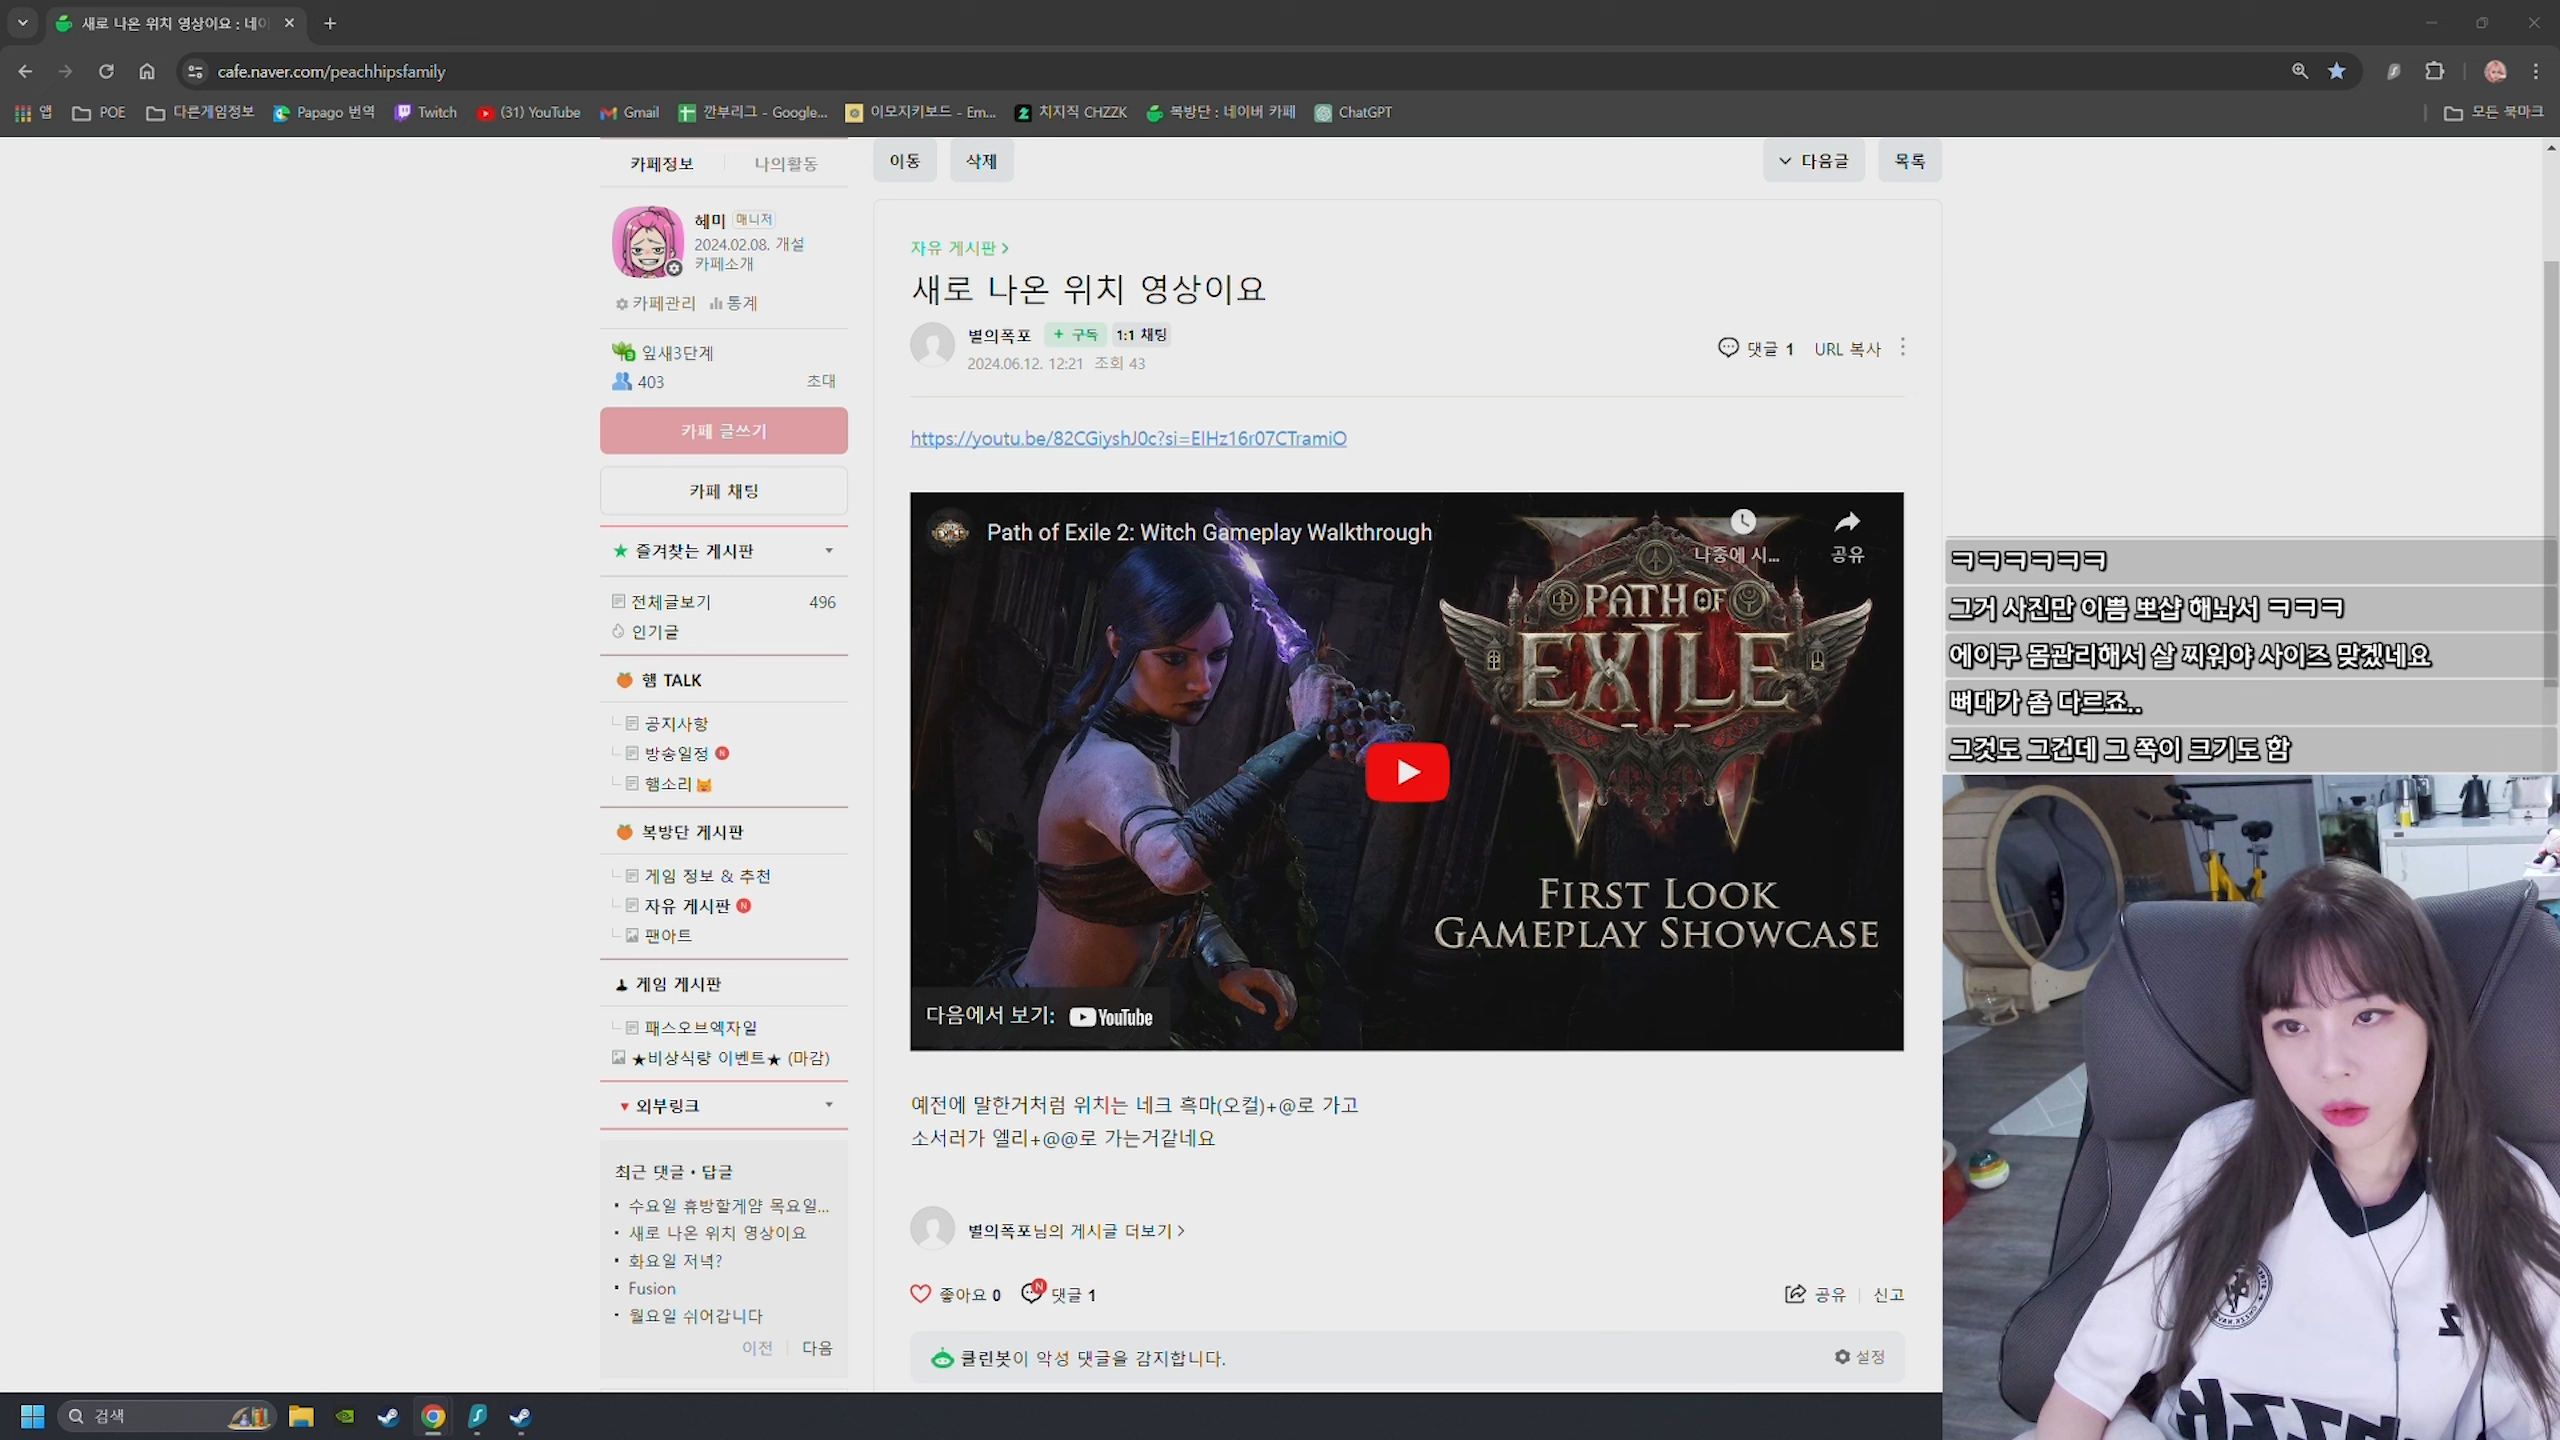 새로 나온 위치 영상이요 : 네이
cafe.naver.com/peachhipsfamily
앱
POE
다른게임정보
Papago 번역
Twitch
(31) YouTube
Gmail
깐부리그 - Google...
이모지키보드 - Em...
치지직 CHZZK
복방단 : 네이버 카페
ChatGPT
모든 북마크
카페정보
나의활동
혜미 매니저
2024.02.08. 개설
카페소개
카페관리 통계
잎새3단계
403 초대
카페 글쓰기
카페 채팅
즐겨찾는 게시판
전체글보기 496
인기글
햄 TALK
공지사항
방송일정 N
햄소리
복방단 게시판
게임 정보 & 추천
자유 게시판 N
팬아트
게임 게시판
패스오브엑자일
★비상식량 이벤트★ (마감)
외부링크
최근 댓글・답글
수요일 휴방할게얌 목요일...
새로 나온 위치 영상이요
화요일 저녁?
Fusion
월요일 쉬어갑니다
이전 다음
이동 삭제 다음글 목록
자유 게시판 >
새로 나온 위치 영상이요
별의폭포 + 구독 1:1 채팅
2024.06.12. 12:21 조회 43
댓글 1 URL 복사
https://youtu.be/82CGiyshJ0c?si=EIHz16r07CTramiO
Path of Exile 2: Witch Gameplay Walkthrough
나중에 시...
공유
PATH OF
EXILE
FIRST LOOK
GAMEPLAY SHOWCASE
다음에서 보기: YouTube
예전에 말한거처럼 위치는 네크 흑마(오컬)+@로 가고
소서러가 엘리+@@로 가는거같네요
별의폭포님의 게시글 더보기 >
좋아요 0 N 댓글 1 공유 신고
클린봇이 악성 댓글을 감지합니다. 설정
ㅋㅋㅋㅋㅋㅋ
그거 사진만 이쁨 뽀샵 해놔서 ㅋㅋㅋ
에이구 몸관리해서 살 찌워야 사이즈 맞겠네요
뼈대가 좀 다르죠..
그것도 그건데 그 쪽이 크기도 함
검색